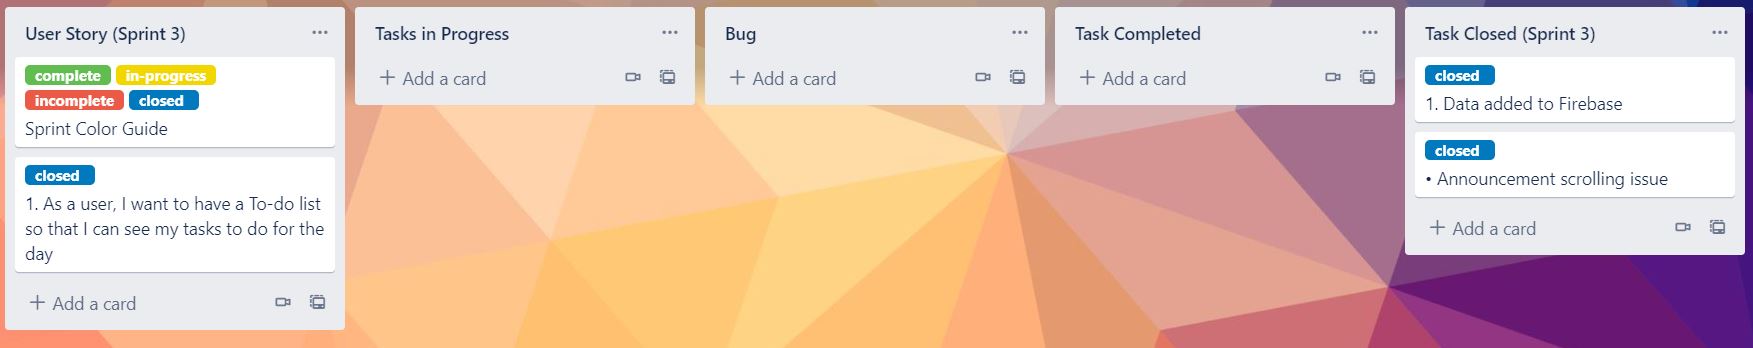 User Story (Sprint 3)
complete in-progress
incomplete closed
Sprint Color Guide
closed
1. As a user, I want to have a To-do list
so that I can see my tasks to do for the
day
+ Add a card
Tasks in Progress
+ Add a card
Bug
+ Add a card
Task Completed
+ Add a card
Task Closed (Sprint 3)
closed
1. Data added to Firebase
closed
• Announcement scrolling issue
+ Add a card